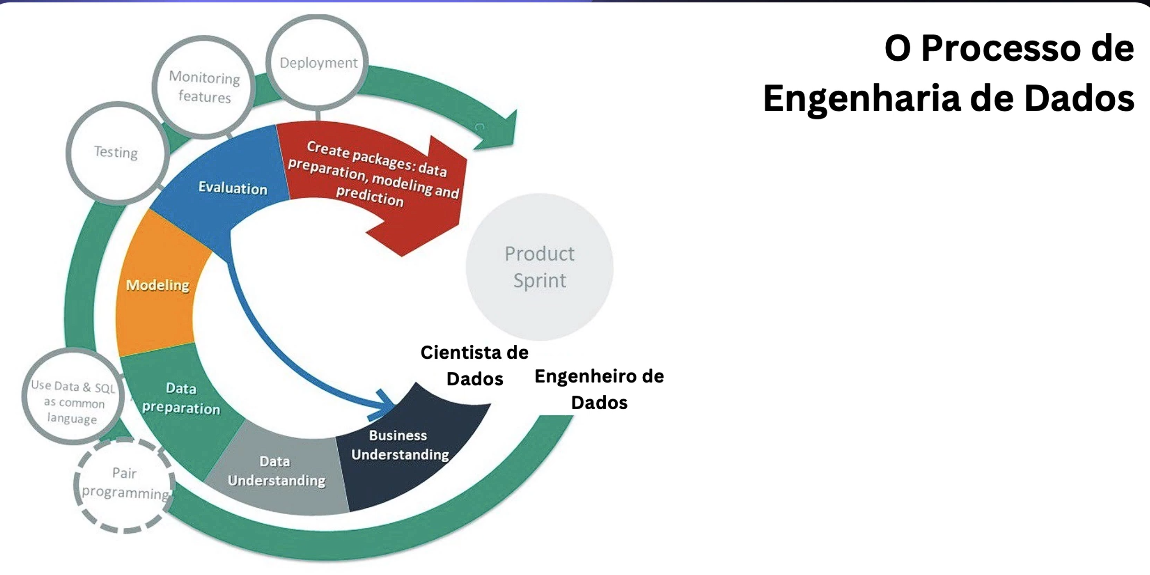 O Processo de
Engenharia de Dados
Deployment
Monitoring
features
Testing
Create packages: data
preparation, modeling and
prediction
Evaluation
Product
Sprint
Modeling
Cientista de
Dados
Engenheiro de
Dados
Use Data & SQL
as common
language
Data
preparation
Business
Understanding
Data
Understanding
Pair
programming